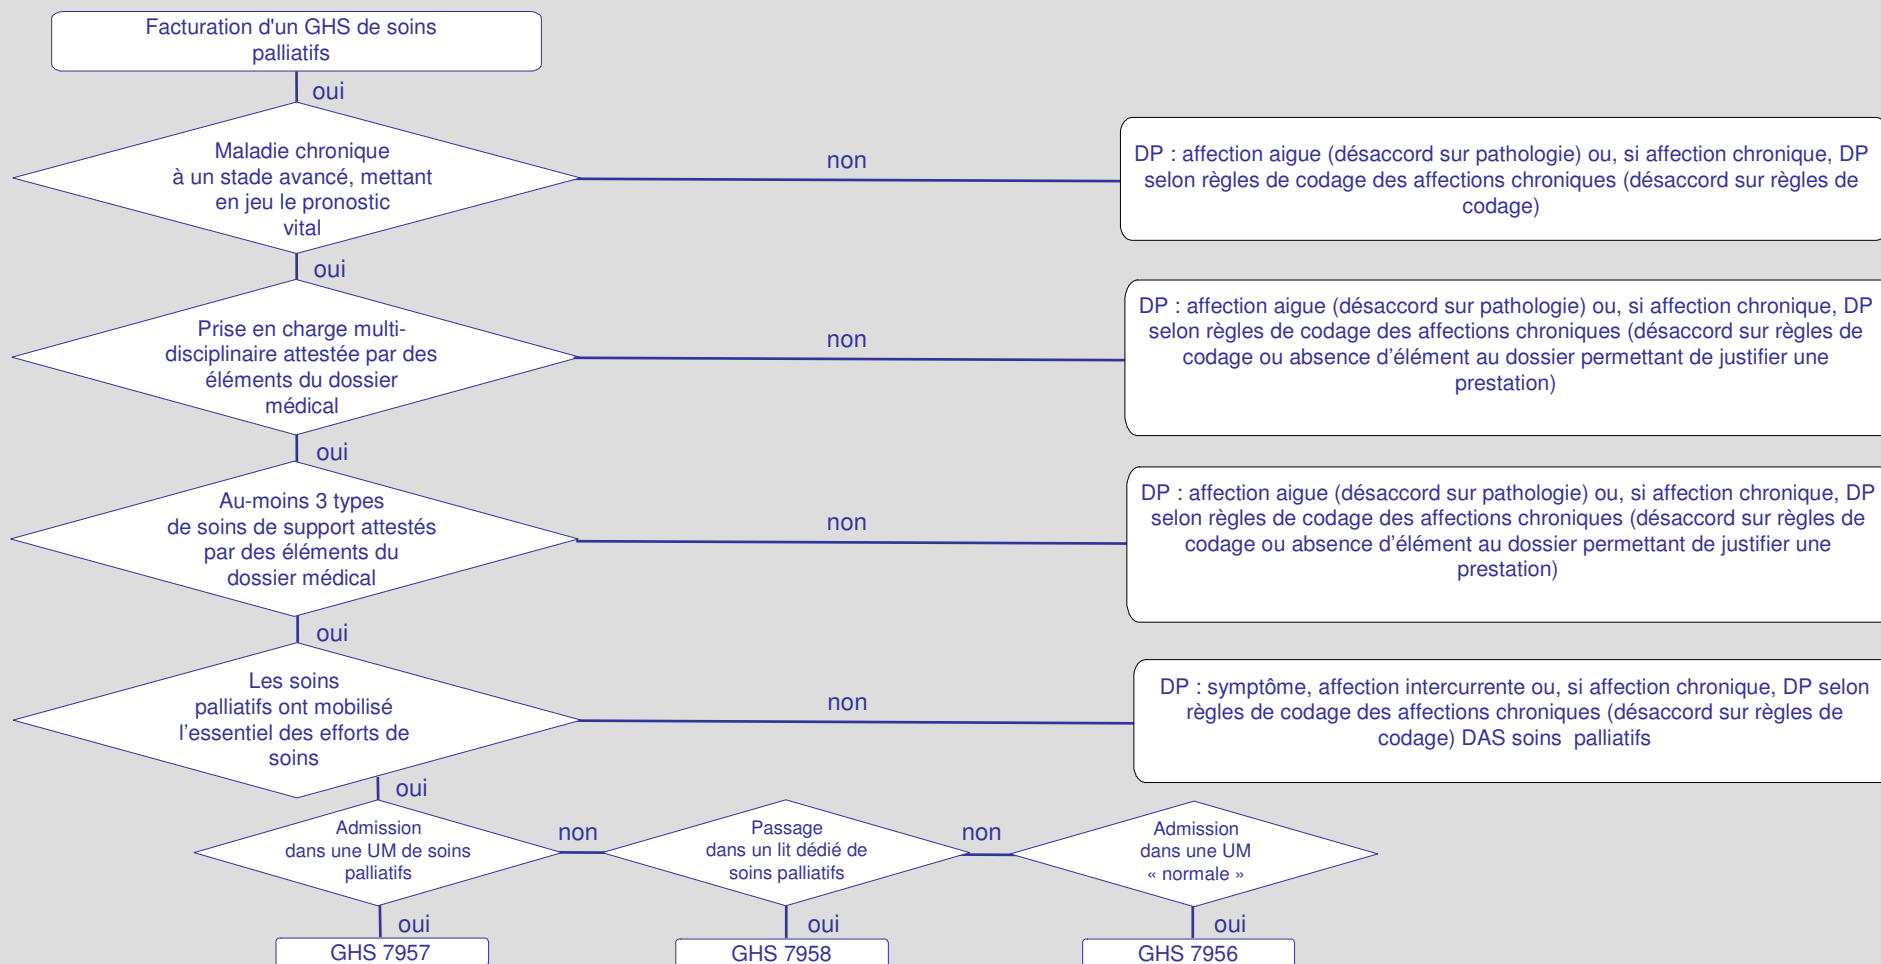 Facturation d'un GHS de soins
palliatifs
oui
Maladie chronique
à un stade avancé, mettant
en jeu le pronostic
vital
non
DP : affection aigue (désaccord sur pathologie) ou, si affection chronique, DP
selon règles de codage des affections chroniques (désaccord sur règles de
codage)
oui
Prise en charge multi-
disciplinaire attestée par des
éléments du dossier
médical
non
DP : affection aigue (désaccord sur pathologie) ou, si affection chronique, DP
selon règles de codage des affections chroniques (désaccord sur règles de
codage ou absence d’élément au dossier permettant de justifier une
prestation)
oui
Au-moins 3 types
de soins de support attestés
par des éléments du
dossier médical
non
DP : affection aigue (désaccord sur pathologie) ou, si affection chronique, DP
selon règles de codage des affections chroniques (désaccord sur règles de
codage ou absence d’élément au dossier permettant de justifier une
prestation)
oui
Les soins
palliatifs ont mobilisé
l’essentiel des efforts de
soins
non
DP : symptôme, affection intercurrente ou, si affection chronique, DP selon
règles de codage des affections chroniques (désaccord sur règles de
codage) DAS soins palliatifs
oui
Admission
dans une UM de soins
palliatifs
non
Passage
dans un lit dédié de
soins palliatifs
non
Admission
dans une UM
« normale »
oui
oui
oui
GHS 7957
GHS 7958
GHS 7956